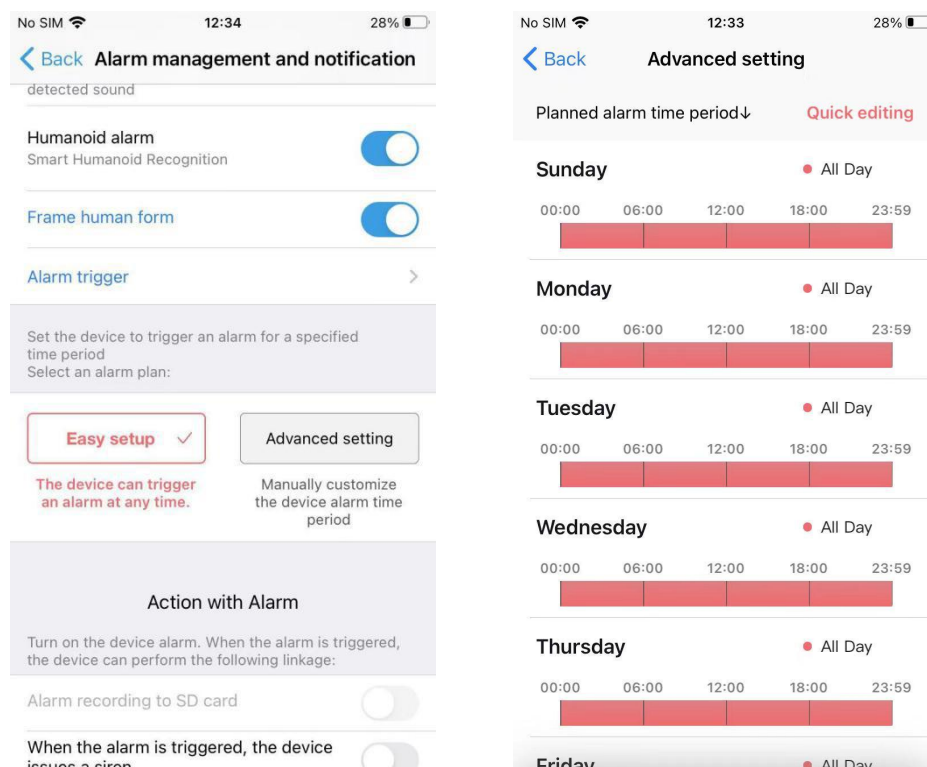 No SIM 12:34 28%
Back Alarm management and notification
detected sound
Humanoid alarm
Smart Humanoid Recognition
Frame human form
Alarm trigger
Set the device to trigger an alarm for a specified
time period
Select an alarm plan:
Easy setup
Advanced setting
The device can trigger
an alarm at any time.
Manually customize
the device alarm time
period
Action with Alarm
Turn on the device alarm. When the alarm is triggered,
the device can perform the following linkage:
Alarm recording to SD card
When the alarm is triggered, the device
issues a siren
No SIM 12:33 28%
Back Advanced setting
Planned alarm time period↓ Quick editing
Sunday All Day
00:00 06:00 12:00 18:00 23:59
Monday All Day
00:00 06:00 12:00 18:00 23:59
Tuesday All Day
00:00 06:00 12:00 18:00 23:59
Wednesday All Day
00:00 06:00 12:00 18:00 23:59
Thursday All Day
00:00 06:00 12:00 18:00 23:59
Friday All Day